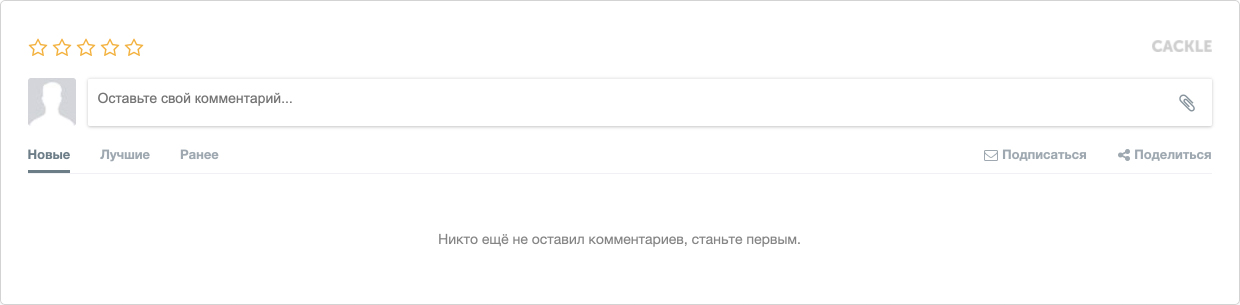 CACKLE
Оставьте свой комментарий...
Новые Лучшие Ранее Подписаться Поделиться
Никто ещё не оставил комментариев, станьте первым.